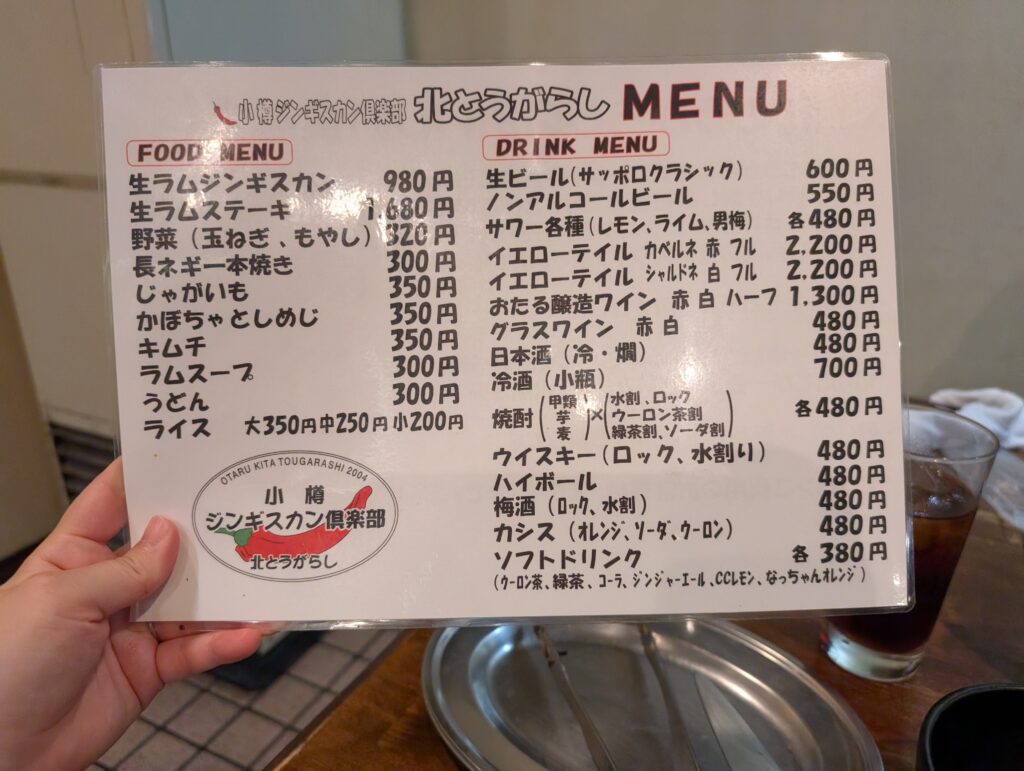 小樽ジンギスカン倶楽部 北とうがらし MENU
FOOD MENU
生ラムジンギスカン 980円
生ラムステーキ 1,680円
野菜(玉ねぎ、もやし) 320円
長ネギ一本焼き 300円
じゃがいも 350円
かぼちゃとしめじ 350円
キムチ 350円
ラムスープ 300円
うどん 300円
ライス 大350円 中250円 小200円
OTARU KITA TOUGARASHI 2004
小樽
ジンギスカン倶楽部
北とうがらし
DRINK MENU
生ビール(サッポロクラシック) 600円
ノンアルコールビール 550円
サワー各種(レモン、ライム、男梅) 各480円
イエローテイル カベルネ 赤 フル 2,200円
イエローテイル シャルドネ 白 フル 2,200円
おたる醸造ワイン 赤 白 ハーフ 1,300円
グラスワイン 赤 白 480円
日本酒(冷・燗) 480円
冷酒(小瓶) 700円
焼酎(甲類 芋 麦)×(水割、ロック ウーロン茶割 緑茶割、ソーダ割) 各480円
ウイスキー(ロック、水割り) 480円
ハイボール 480円
梅酒(ロック、水割) 480円
カシス(オレンジ、ソーダ、ウーロン) 480円
ソフトドリンク 各380円
(ウーロン茶、緑茶、コーラ、ジンジャーエール、CCレモン、なっちゃんオレンジ)